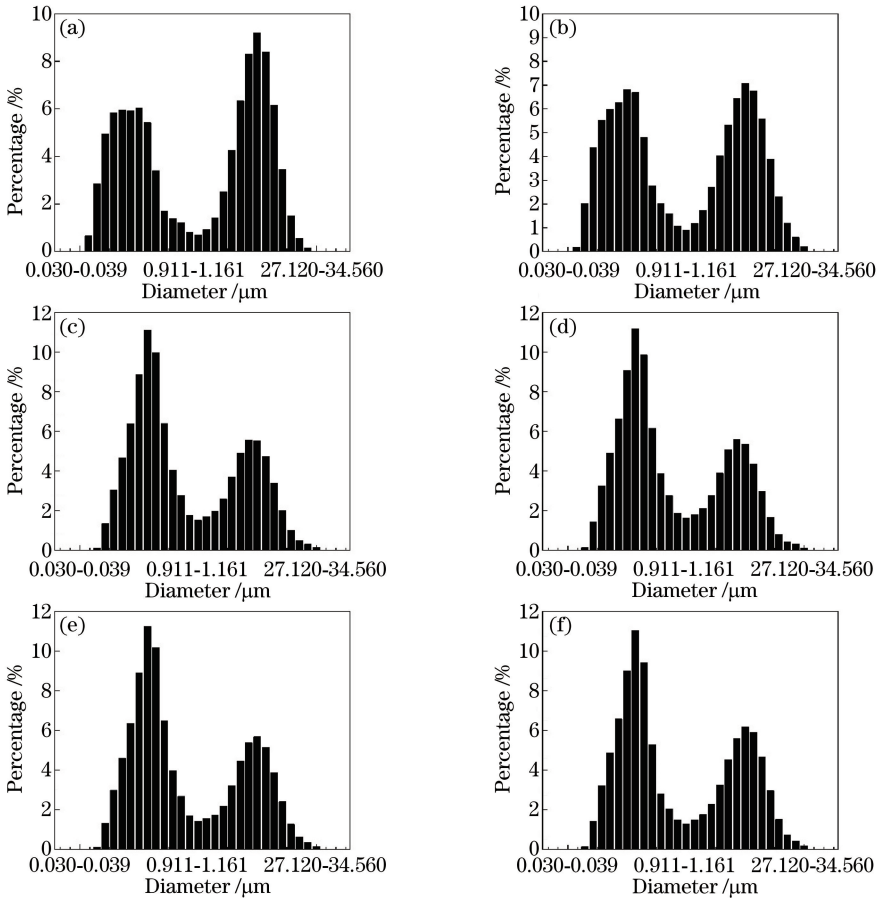 (a)
10
8
6
4
2
0
Percentage /%
0.030-0.039 0.911-1.161 27.120-34.560
Diameter /μm
(b)
10
9
8
7
6
5
4
3
2
1
0
Percentage /%
0.030-0.039 0.911-1.161 27.120-34.560
Diameter /μm
(c)
12
10
8
6
4
2
0
Percentage /%
0.030-0.039 0.911-1.161 27.120-34.560
Diameter /μm
(d)
12
10
8
6
4
2
0
Percentage /%
0.030-0.039 0.911-1.161 27.120-34.560
Diameter /μm
(e)
12
10
8
6
4
2
0
Percentage /%
0.030-0.039 0.911-1.161 27.120-34.560
Diameter /μm
(f)
12
10
8
6
4
2
0
Percentage /%
0.030-0.039 0.911-1.161 27.120-34.560
Diameter /μm